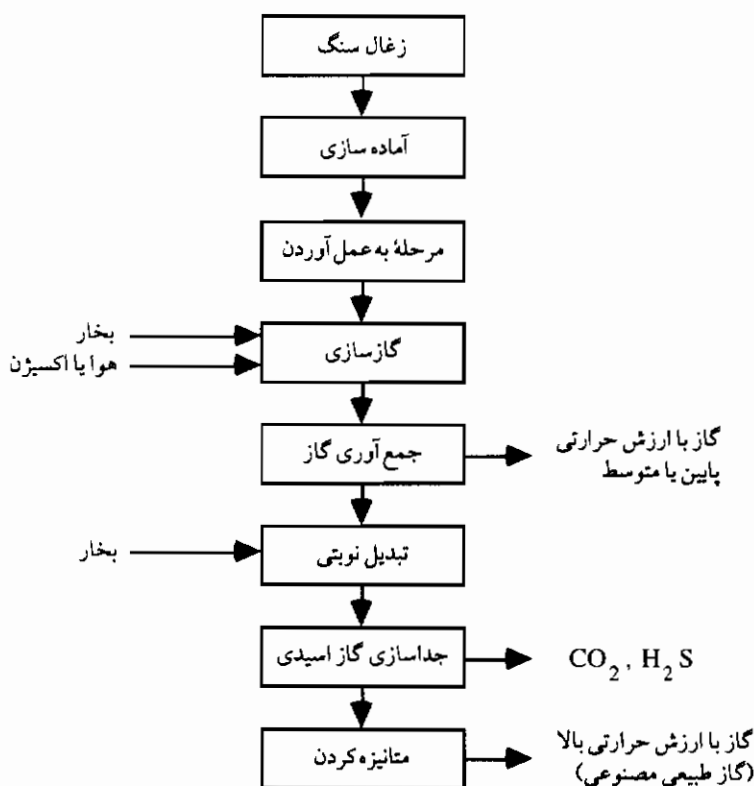 زغال سنگ
آماده سازی
مرحلهٔ به عمل آوردن
بخار
هوا یا اکسیژن
گازسازی
جمع آوری گاز
گاز با ارزش حرارتی
پایین یا متوسط
بخار
تبدیل نوبتی
جداسازی گاز اسیدی
CO2 , H2S
متانیزه کردن
گاز با ارزش حرارتی بالا
(گاز طبیعی مصنوعی)